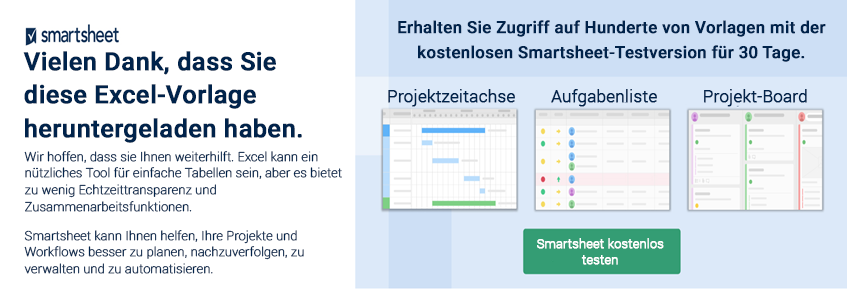 smartsheet
Vielen Dank, dass Sie
diese Excel-Vorlage
heruntergeladen haben.
Wir hoffen, dass sie Ihnen weiterhilft. Excel kann ein
nützliches Tool für einfache Tabellen sein, aber es bietet
zu wenig Echtzeittransparenz und
Zusammenarbeitsfunktionen.
Smartsheet kann Ihnen helfen, Ihre Projekte und
Workflows besser zu planen, nachzuverfolgen, zu
verwalten und zu automatisieren.
Erhalten Sie Zugriff auf Hunderte von Vorlagen mit der
kostenlosen Smartsheet-Testversion für 30 Tage.
Projektzeitachse
Aufgabenliste
Projekt-Board
Smartsheet kostenlos
testen